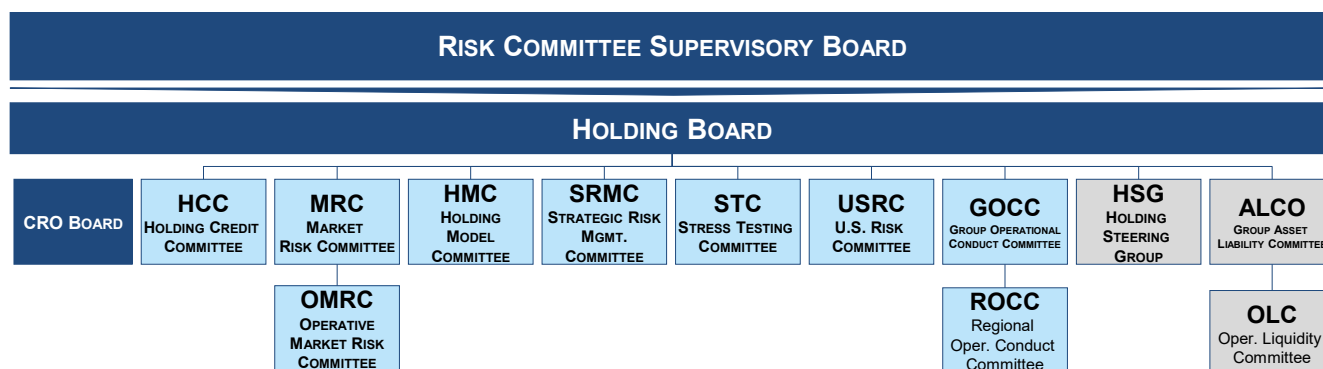 RISK COMMITTEE SUPERVISORY BOARD
HOLDING BOARD
CRO BOARD
HCC
HOLDING CREDIT
COMMITTEE
MRC
MARKET
RISK COMMITTEE
HMC
HOLDING
MODEL
COMMITTEE
SRMC
STRATEGIC RISK
MGMT.
COMMITTEE
STC
STRESS TESTING
COMMITTEE
USRC
U.S. RISK
COMMITTEE
GOCC
GROUP OPERATIONAL
CONDUCT COMMITTEE
HSG
HOLDING
STEERING
GROUP
ALCO
GROUP ASSET
LIABILITY COMMITTEE
OMRC
OPERATIVE
MARKET RISK
COMMITTEE
ROCC
Regional
Oper. Conduct
Committee
OLC
Oper. Liquidity
Committee